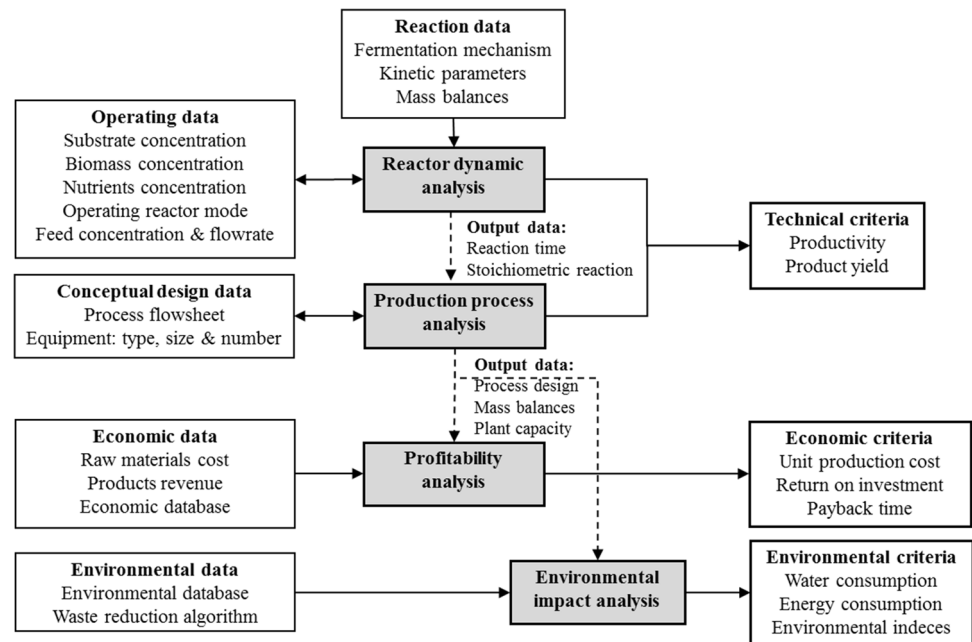 Reaction data
Fermentation mechanism
Kinetic parameters
Mass balances
Operating data
Substrate concentration
Biomass concentration
Nutrients concentration
Operating reactor mode
Feed concentration & flowrate
Reactor dynamic
analysis
Output data:
Reaction time
Stoichiometric reaction
Technical criteria
Productivity
Product yield
Conceptual design data
Process flowsheet
Equipment: type, size & number
Production process
analysis
Output data:
Process design
Mass balances
Plant capacity
Economic data
Raw materials cost
Products revenue
Economic database
Profitability
analysis
Economic criteria
Unit production cost
Return on investment
Payback time
Environmental data
Environmental database
Waste reduction algorithm
Environmental
impact analysis
Environmental criteria
Water consumption
Energy consumption
Environmental indeces